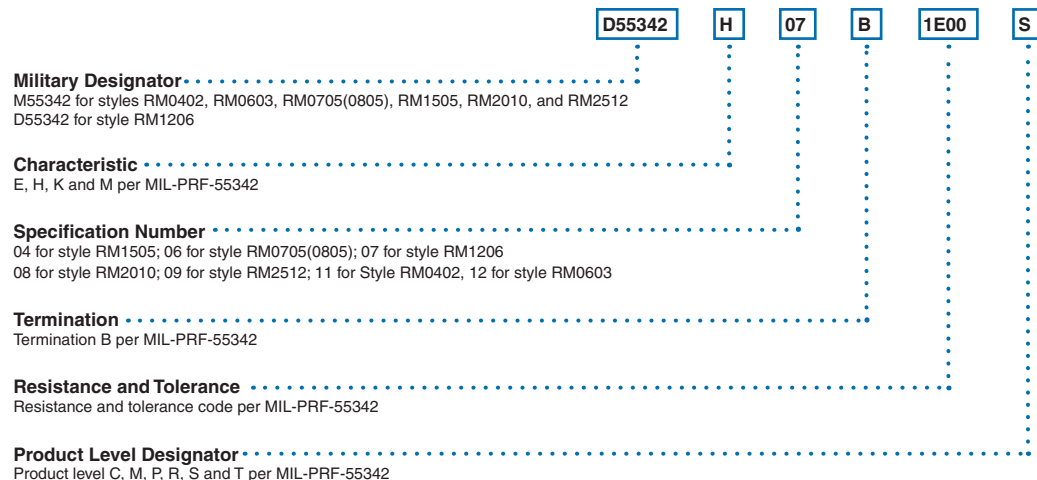 D55342 H 07 B 1E00 S
Military Designator
M55342 for styles RM0402, RM0603, RM0705(0805), RM1505, RM2010, and RM2512
D55342 for style RM1206
Characteristic
E, H, K and M per MIL-PRF-55342
Specification Number
04 for style RM1505; 06 for style RM0705(0805); 07 for style RM1206
08 for style RM2010; 09 for style RM2512; 11 for Style RM0402, 12 for style RM0603
Termination
Termination B per MIL-PRF-55342
Resistance and Tolerance
Resistance and tolerance code per MIL-PRF-55342
Product Level Designator
Product level C, M, P, R, S and T per MIL-PRF-55342